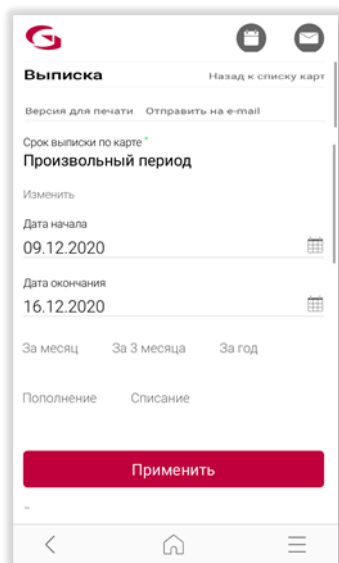 Выписка Назад к списку карт
Версия для печати Отправить на e-mail
Срок выписки по карте *
Произвольный период
Изменить
Дата начала
09.12.2020
Дата окончания
16.12.2020
За месяц За 3 месяца За год
Пополнение Списание
Применить